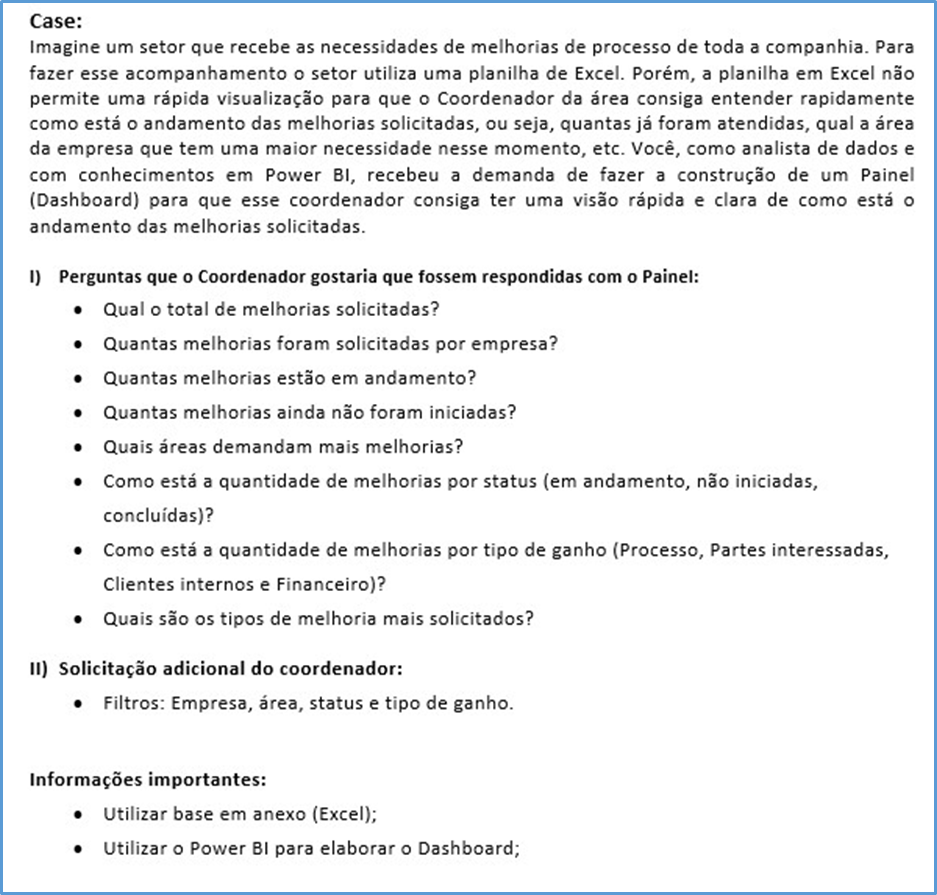 Case:
Imagine um setor que recebe as necessidades de melhorias de processo de toda a companhia. Para
fazer esse acompanhamento o setor utiliza uma planilha de Excel. Porém, a planilha em Excel não
permite uma rápida visualização para que o Coordenador da área consiga entender rapidamente
como está o andamento das melhorias solicitadas, ou seja, quantas já foram atendidas, qual a área
da empresa que tem uma maior necessidade nesse momento, etc. Você, como analista de dados e
com conhecimentos em Power BI, recebeu a demanda de fazer a construção de um Painel
(Dashboard) para que esse coordenador consiga ter uma visão rápida e clara de como está o
andamento das melhorias solicitadas.
I) Perguntas que o Coordenador gostaria que fossem respondidas com o Painel:
• Qual o total de melhorias solicitadas?
• Quantas melhorias foram solicitadas por empresa?
• Quantas melhorias estão em andamento?
• Quantas melhorias ainda não foram iniciadas?
• Quais áreas demandam mais melhorias?
• Como está a quantidade de melhorias por status (em andamento, não iniciadas,
concluídas)?
• Como está a quantidade de melhorias por tipo de ganho (Processo, Partes interessadas,
Clientes internos e Financeiro)?
• Quais são os tipos de melhoria mais solicitados?
II) Solicitação adicional do coordenador:
• Filtros: Empresa, área, status e tipo de ganho.
Informações importantes:
• Utilizar base em anexo (Excel);
• Utilizar o Power BI para elaborar o Dashboard;